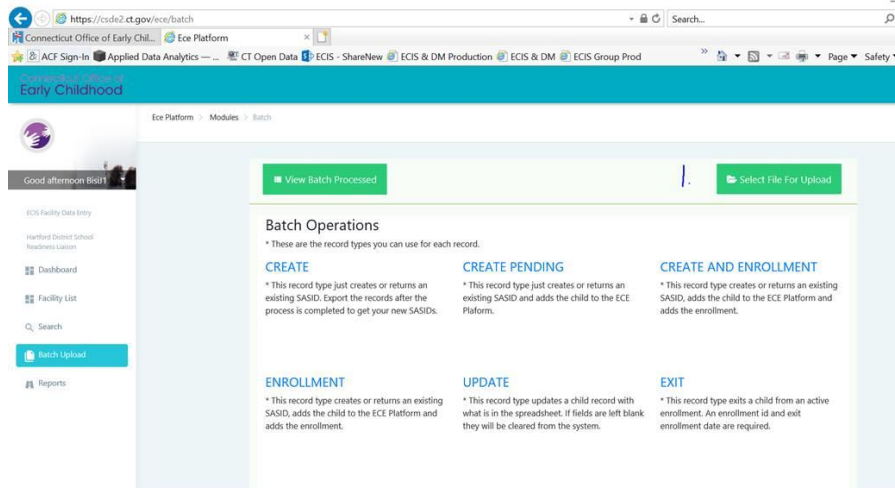 https://csde2.ct.gov/ece/batch
Search...
Connecticut Office of Early Chil...
Ece Platform
ACF Sign-In
Applied Data Analytics — ...
CT Open Data
ECIS - ShareNew
ECIS & DM Production
ECIS & DM
ECIS Group Prod
»
Page
Safety
Connecticut Office of
Early Childhood
Ece Platform > Modules > Batch
Good afternoon
ECIS Facility Data Entry
Hartford District School
Readiness Liaison
Dashboard
Facility List
Search
Batch Upload
Reports
View Batch Processed
1.
Select File For Upload
Batch Operations
* These are the record types you can use for each record.
CREATE
* This record type just creates or returns an
existing SASID. Export the records after the
process is completed to get your new SASIDs.
CREATE PENDING
* This record type just creates or returns an
existing SASID and adds the child to the ECE
Plaform.
CREATE AND ENROLLMENT
* This record type creates or returns an existing
SASID, adds the child to the ECE Platform and
adds the enrollment.
ENROLLMENT
* This record type creates or returns an existing
SASID, adds the child to the ECE Platform and
adds the enrollment.
UPDATE
* This record type updates a child record with
what is in the spreadsheet. If fields are left blank
they will be cleared from the system.
EXIT
* This record type exits a child from an active
enrollment. An enrollment id and exit
enrollment date are required.